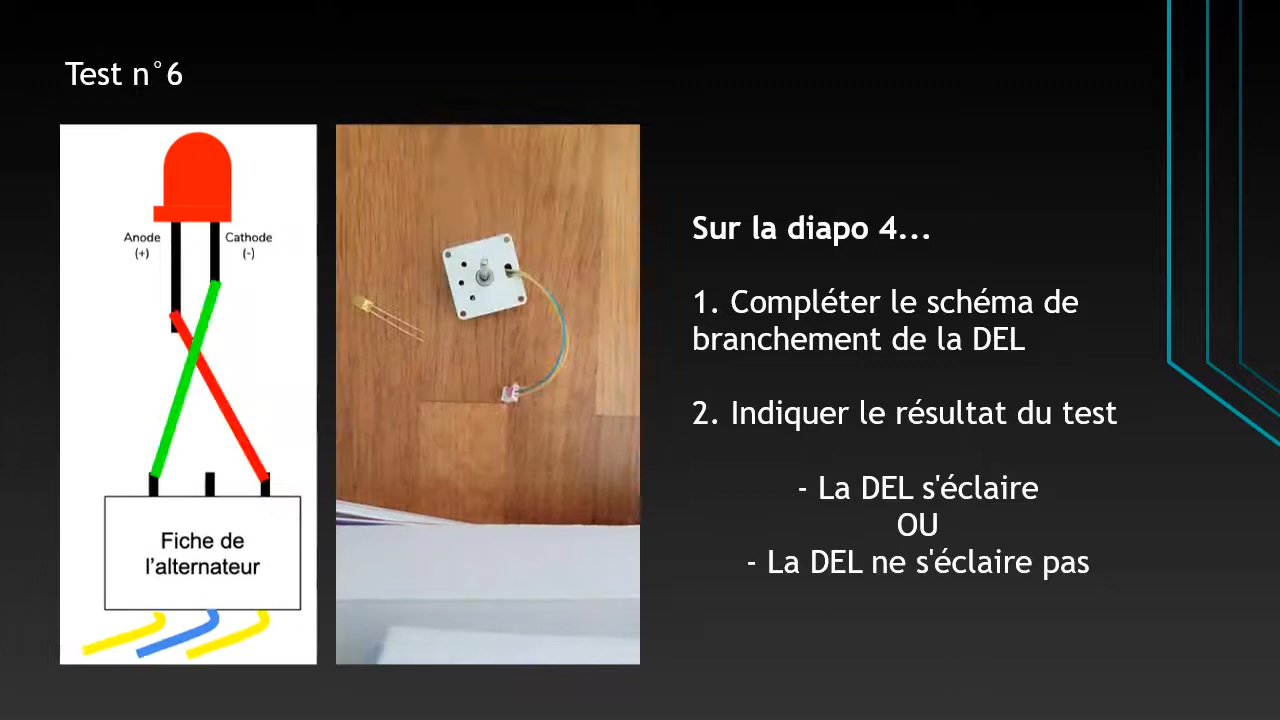 Test n°6
Anode
(+)
Cathode
(-)
Fiche de
l'alternateur
Sur la diapo 4...
1. Compléter le schéma de
branchement de la DEL
2. Indiquer le résultat du test
- La DEL s'éclaire
OU
- La DEL ne s'éclaire pas